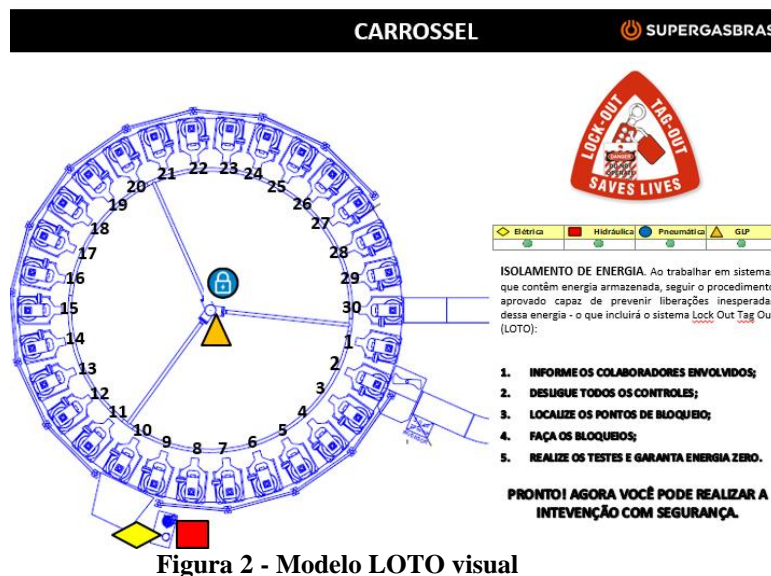 CARROSSEL
SUPERGASBRAS
LOCK-OUT
TAG-OUT
DANGER
SAVES LIVES
Elétrica
Hidráulica
Pneumática
GLP
ISOLAMENTO DE ENERGIA. Ao trabalhar em sistema
que contêm energia armazenada, seguir o procedimento
aprovado capaz de prevenir liberações inesperada
dessa energia - o que incluirá o sistema Lock Out Tag Ou
(LOTO):
1. INFORME OS COLABORADORES ENVOLVIDOS;
2. DESLIGUE TODOS OS CONTROLES;
3. LOCALIZE OS PONTOS DE BLOQUEIO;
4. FAÇA OS BLOQUEIOS;
5. REALIZE OS TESTES E GARANTA ENERGIA ZERO.
PRONTO! AGORA VOCÊ PODE REALIZAR A
INTEVENÇÃO COM SEGURANÇA.
1
2
3
4
5
6
7
8
9
10
11
12
13
14
15
16
17
18
19
20
21
22
23
24
25
26
27
28
29
30
Figura 2 - Modelo LOTO visual